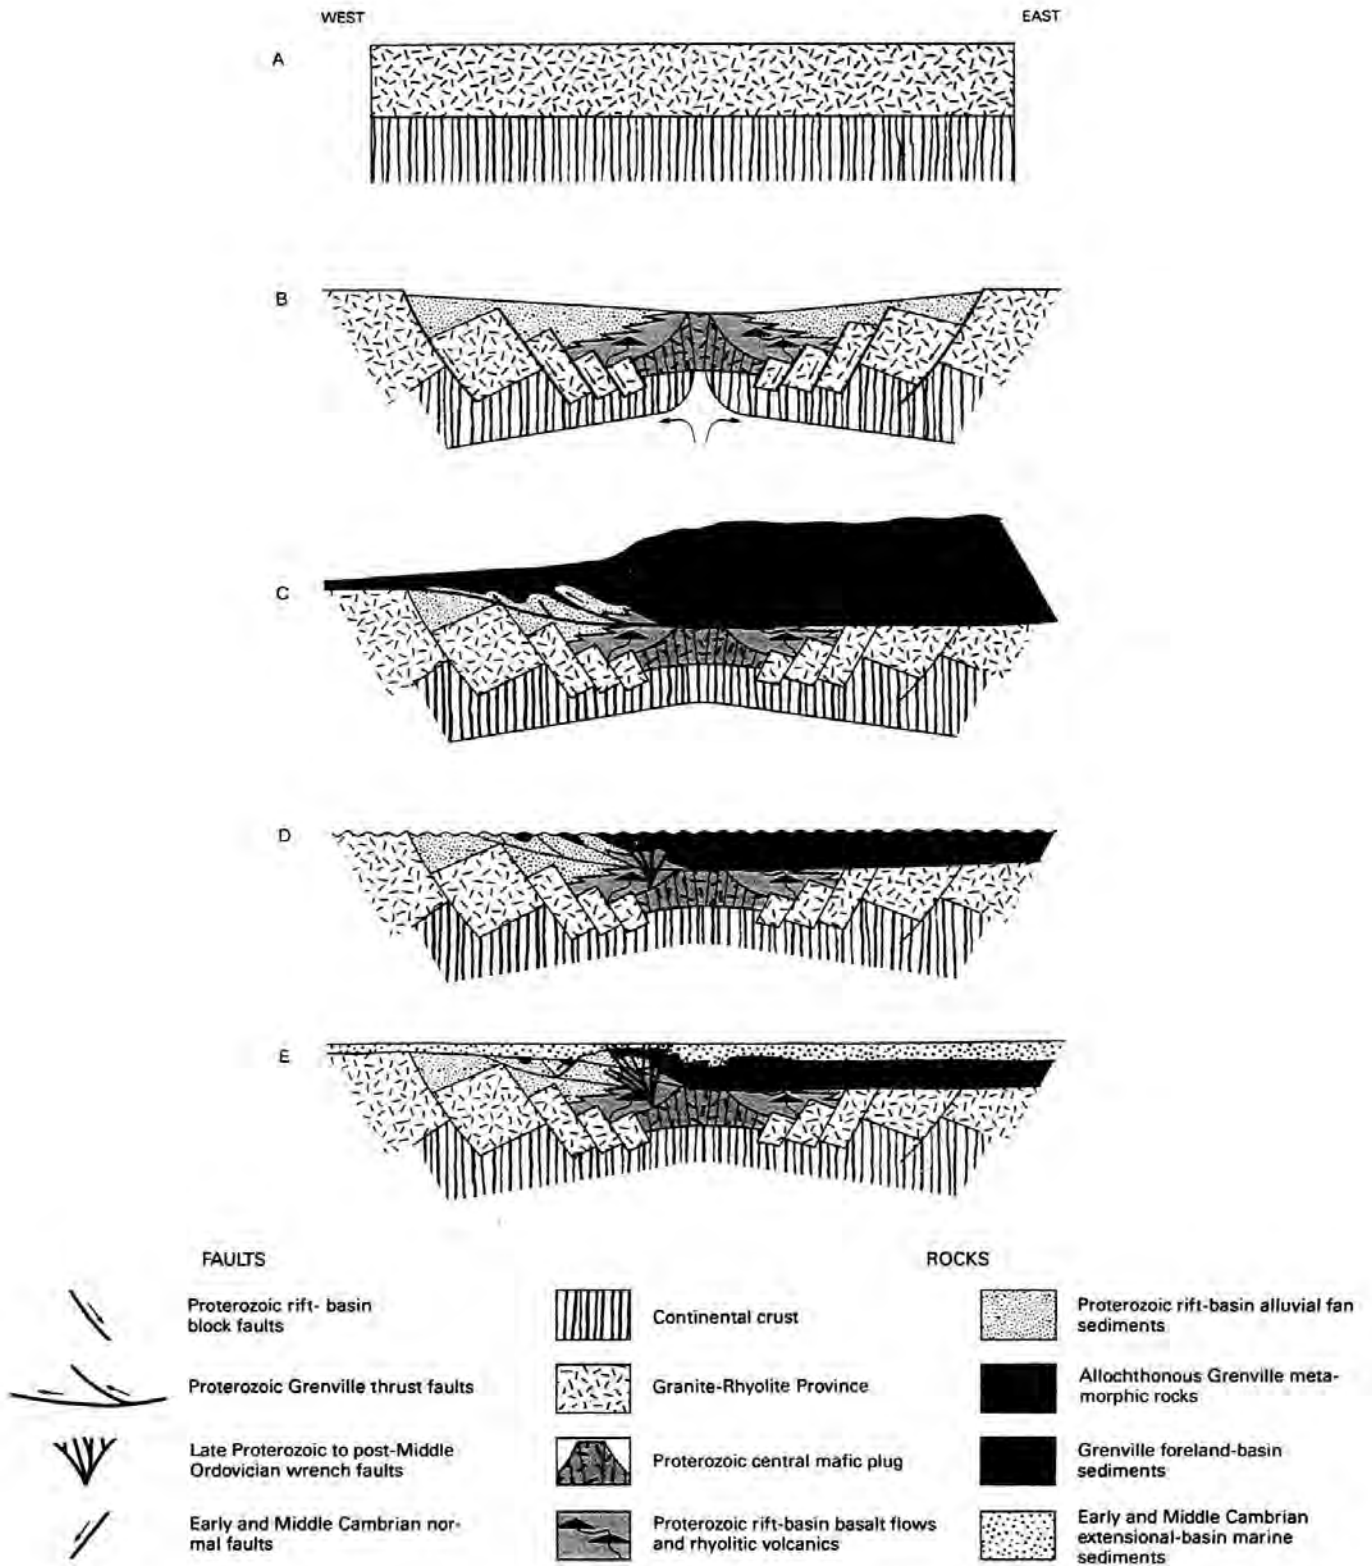 WEST
EAST
A
B
C
D
E
FAULTS
Proterozoic rift- basin
block faults
Proterozoic Grenville thrust faults
Late Proterozoic to post-Middle
Ordovician wrench faults
Early and Middle Cambrian nor-
mal faults
ROCKS
Continental crust
Granite-Rhyolite Province
Proterozoic central mafic plug
Proterozoic rift-basin basalt flows
and rhyolitic volcanics
Proterozoic rift-basin alluvial fan
sediments
Allochthonous Grenville meta-
morphic rocks
Grenville foreland-basin
sediments
Early and Middle Cambrian
extensional-basin marine
sediments